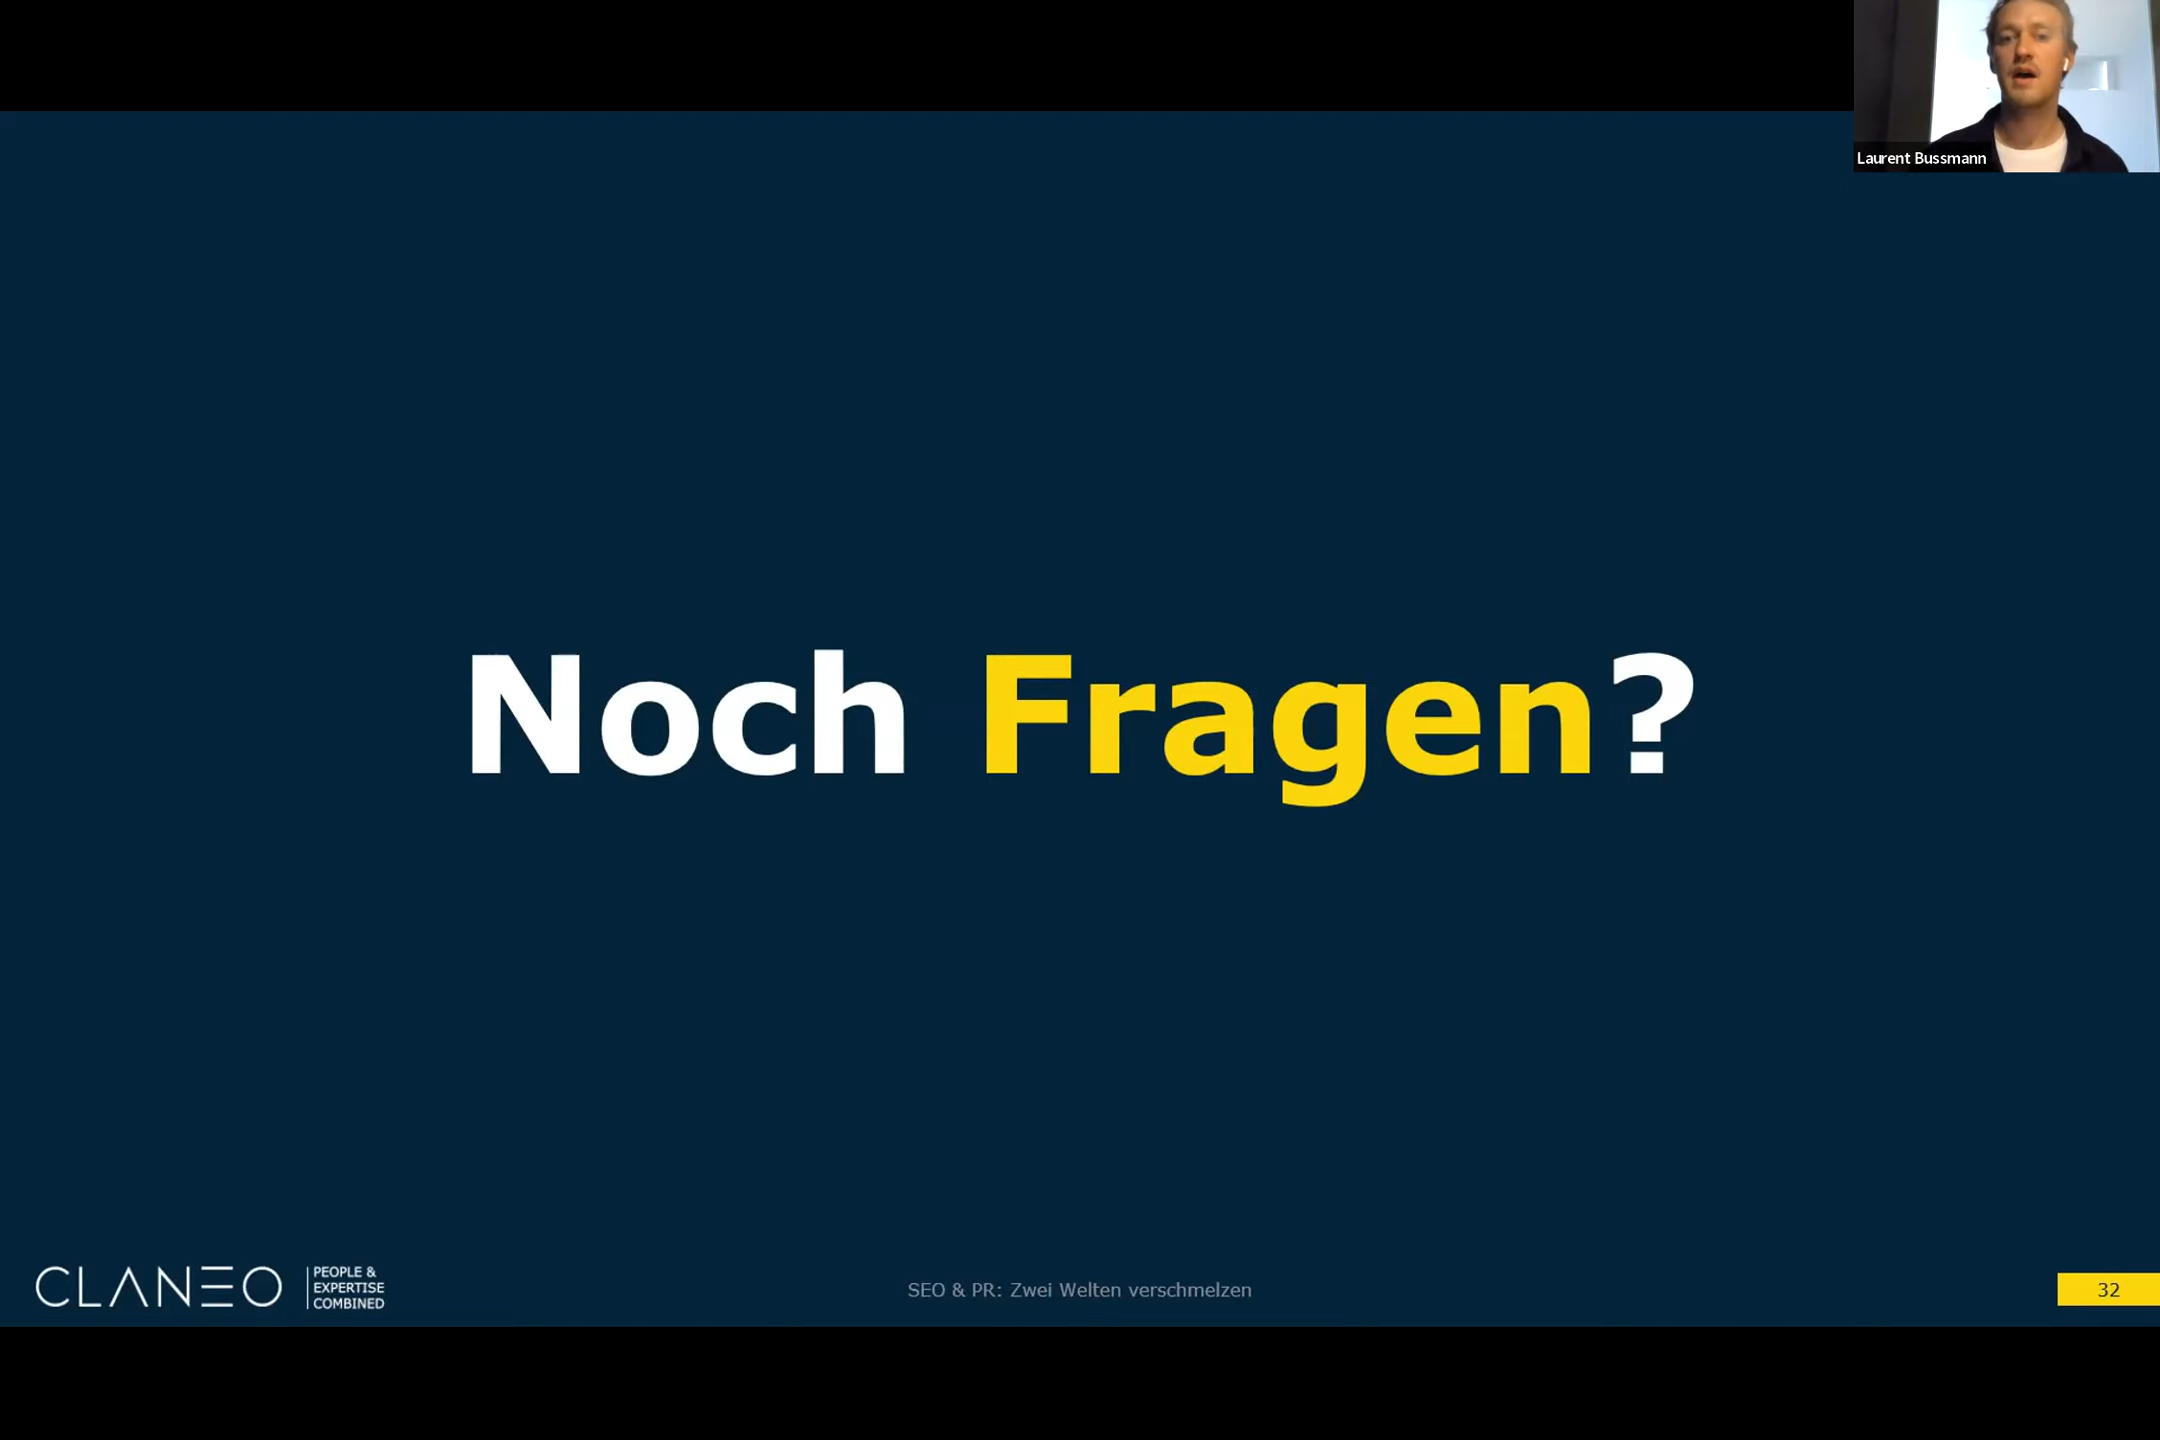 Laurent Bussmann
Noch Fragen?
CLANEO
PEOPLE &
EXPERTISE
COMBINED
SEO & PR: Zwei Welten verschmelzen
32